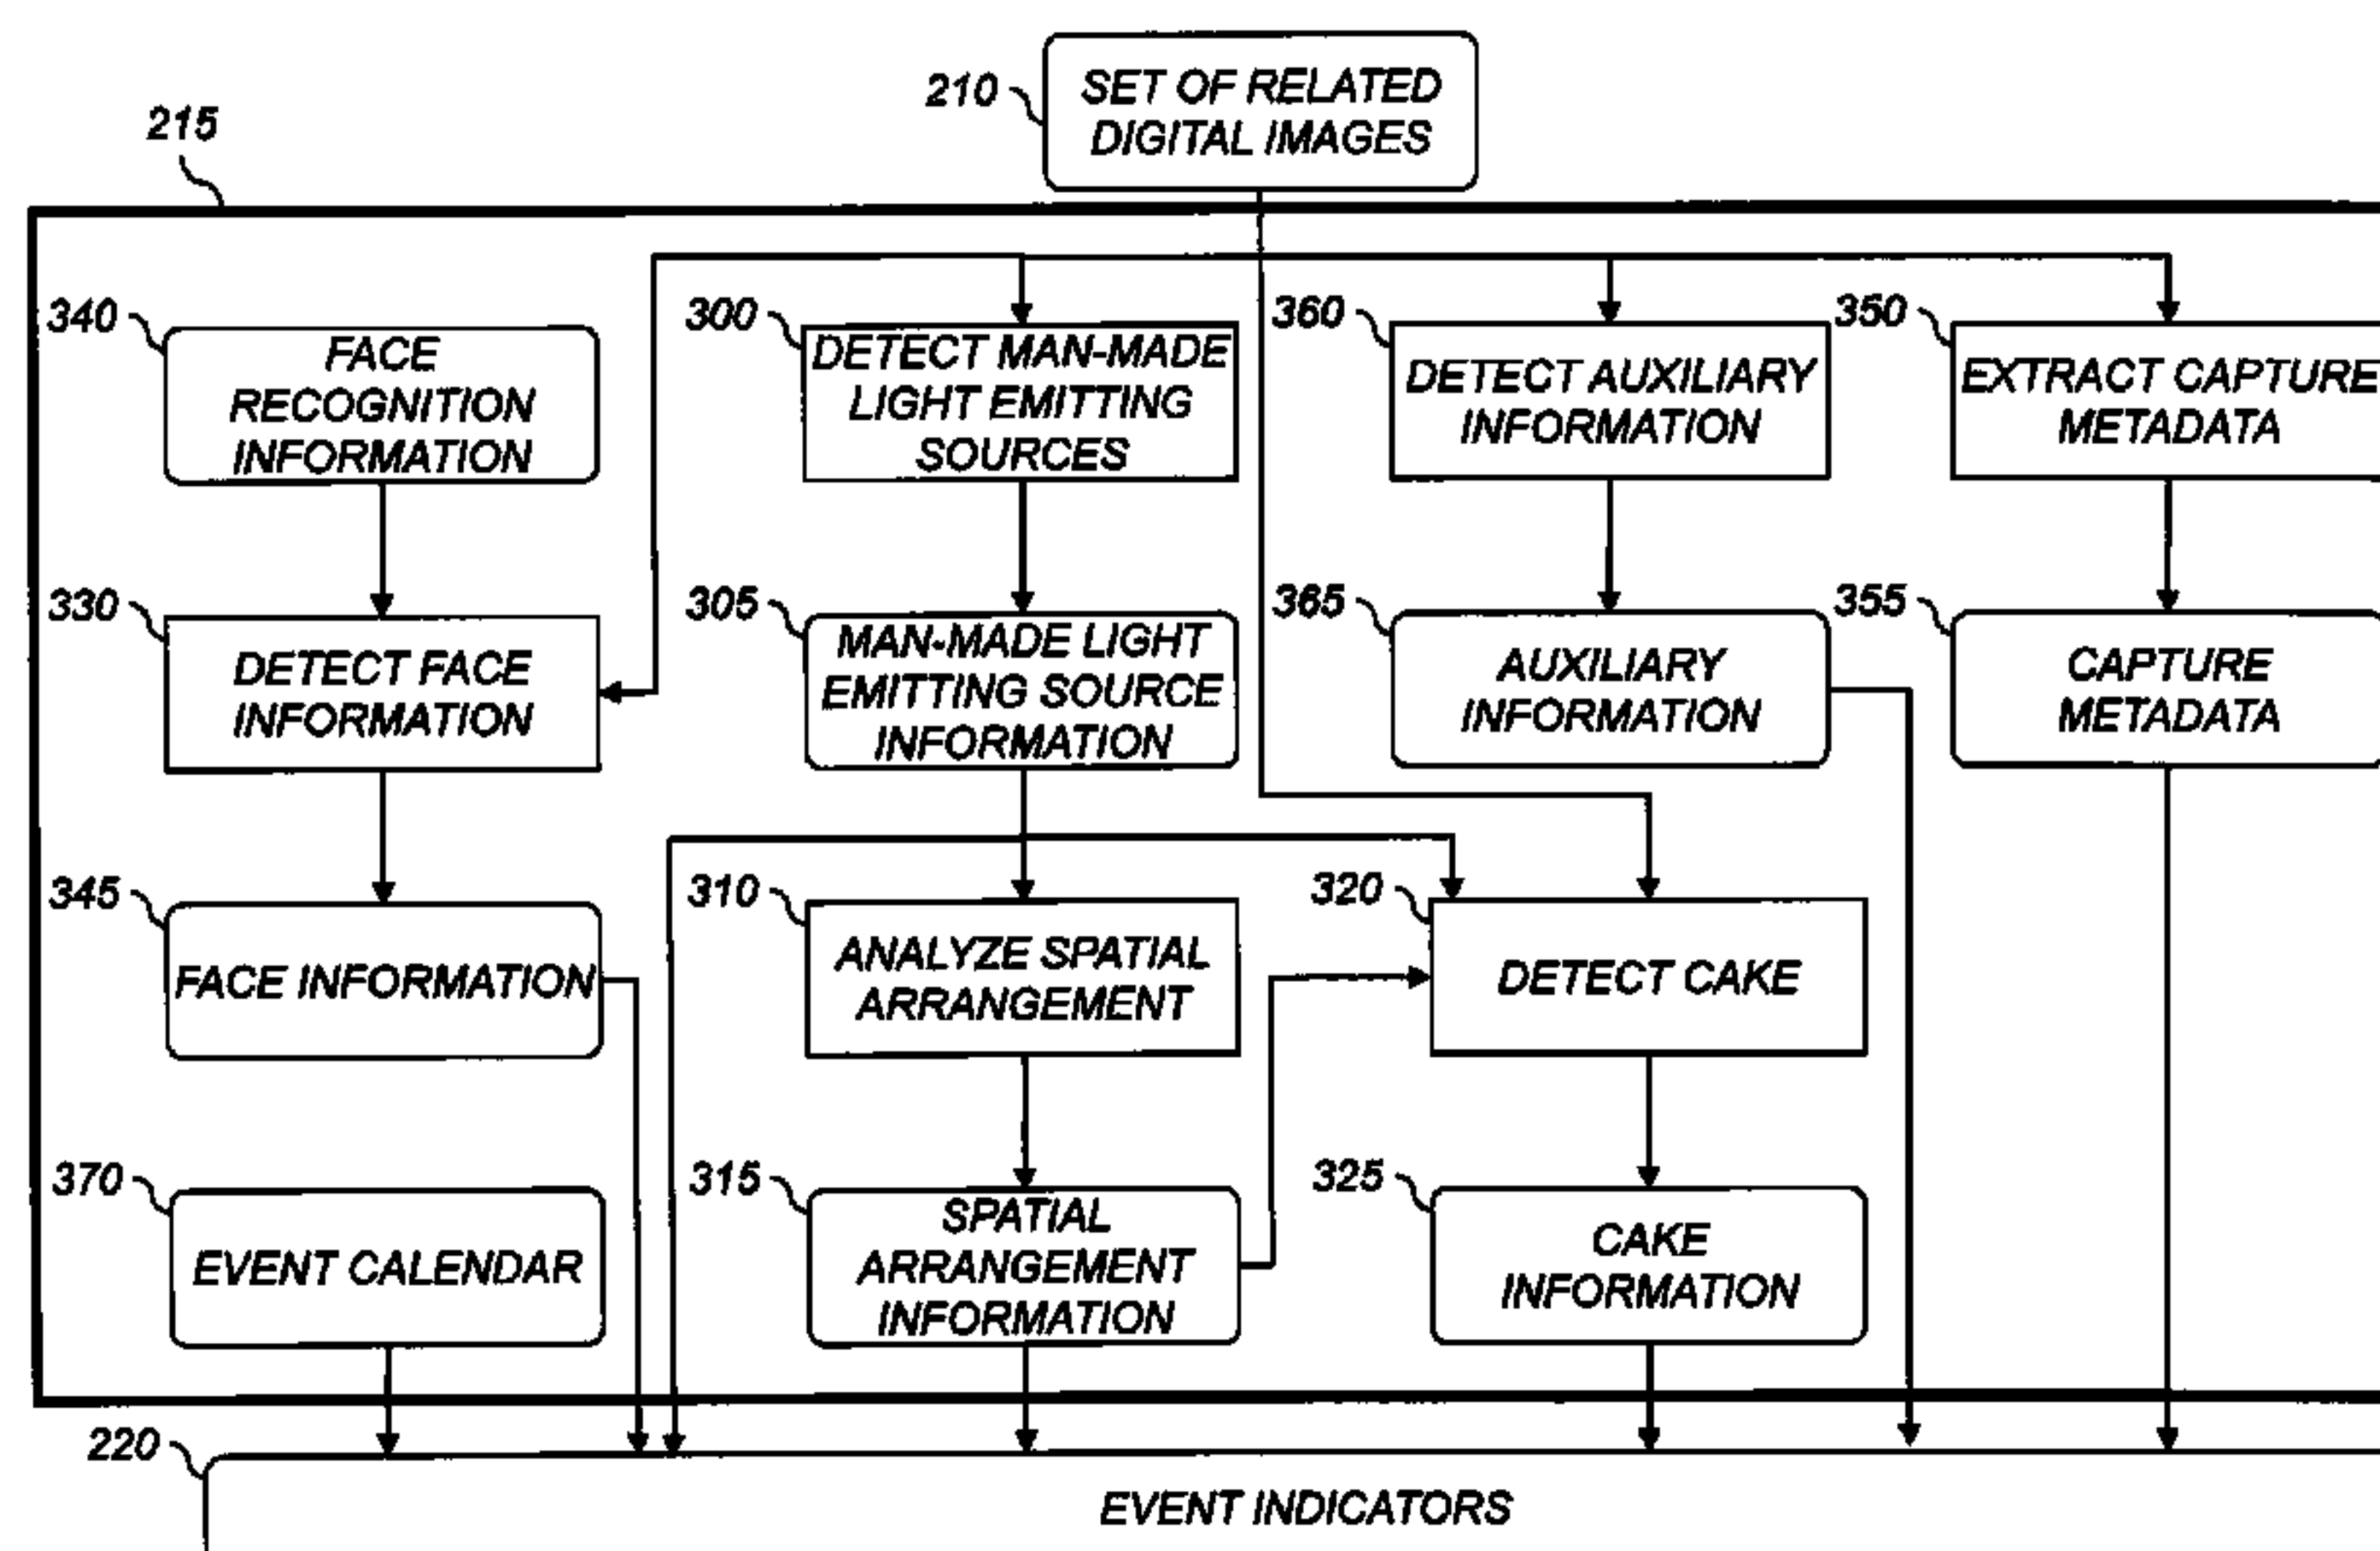 210
SET OF RELATED
DIGITAL IMAGES
215
340
FACE
RECOGNITION
INFORMATION
300
DETECT MAN-MADE
LIGHT EMITTING
SOURCES
360
DETECT AUXILIARY
INFORMATION
350
EXTRACT CAPTURE
METADATA
330
DETECT FACE
INFORMATION
305
MAN-MADE LIGHT
EMITTING SOURCE
INFORMATION
365
AUXILIARY
INFORMATION
355
CAPTURE
METADATA
345
FACE INFORMATION
310
ANALYZE SPATIAL
ARRANGEMENT
320
DETECT CAKE
370
EVENT CALENDAR
315
SPATIAL
ARRANGEMENT
INFORMATION
325
CAKE
INFORMATION
220
EVENT INDICATORS